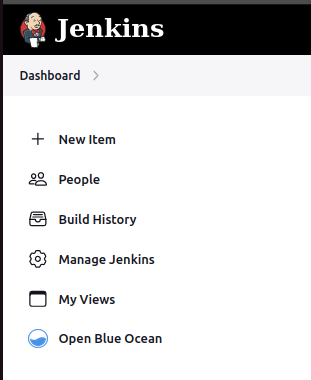 Jenkins
Dashboard
New Item
People
Build History
Manage Jenkins
My Views
Open Blue Ocean